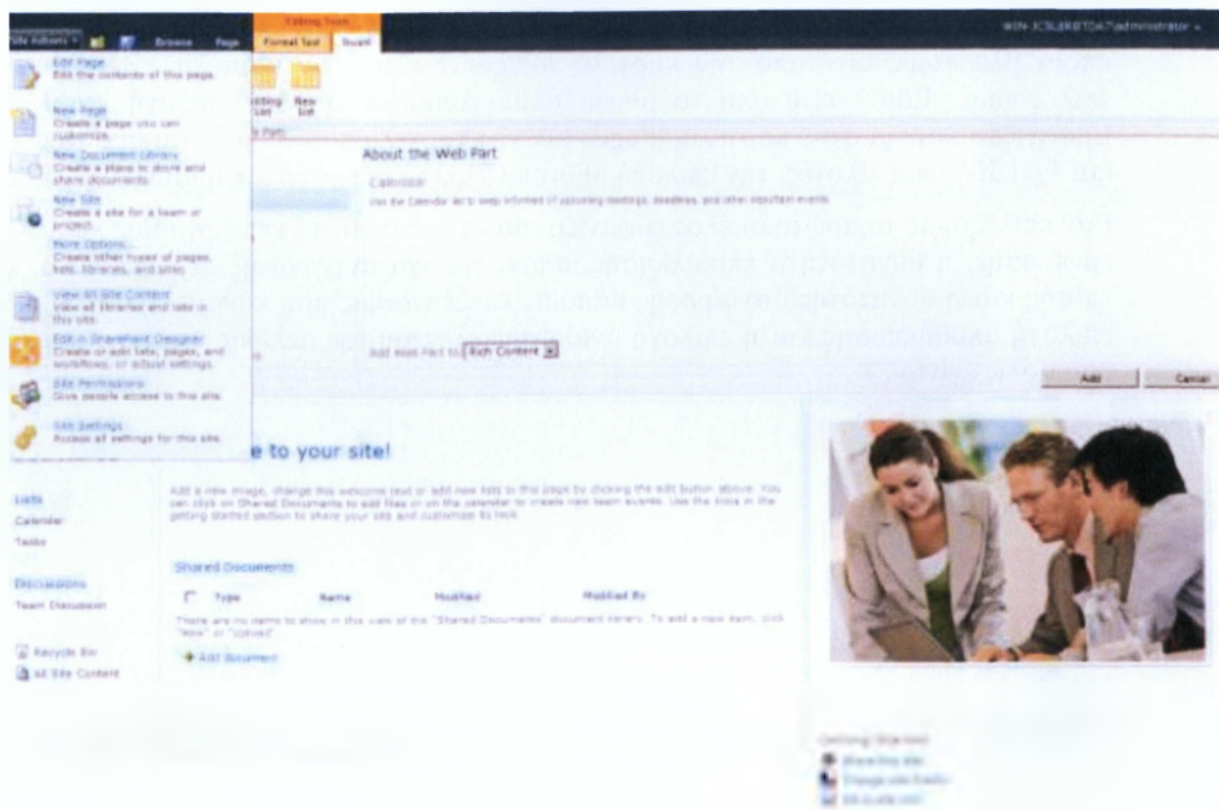 Editing Tools
Site Actions
Browse Page Format Text Insert
Edit Page
Edit the contents of this page.
New Page
Create a page you can customize.
New Document Library
Create a place to store and share documents.
New Site
Create a site for a team or project.
More Options...
Create other types of pages, lists, libraries, and sites.
View All Site Content
View all libraries and lists in this site.
Edit in SharePoint Designer
Create or edit lists, pages, and workflows, or adjust settings.
Site Permissions
Give people access to this site.
Site Settings
Access all settings for this site.
New List
About the Web Part
Calendar
Use the Calendar list to keep informed of upcoming meetings, deadlines, and other important events.
Add Web Part to: Rich Content
Add Cancel
e to your site!
Add a new image, change this welcome text or add new lists to this page by clicking the edit button above. You
can click on Shared Documents to add files or on the calendar to create new team events. Use the links in the
getting started section to share your site and customize its look.
Lists
Calendar
Tasks
Discussions
Team Discussion
Recycle Bin
All Site Content
Shared Documents
Type Name Modified Modified By
There are no items to show in this view of the "Shared Documents" document library. To add a new item, click
"New" or "Upload".
Add document
Getting Started
Share this site
Change site theme